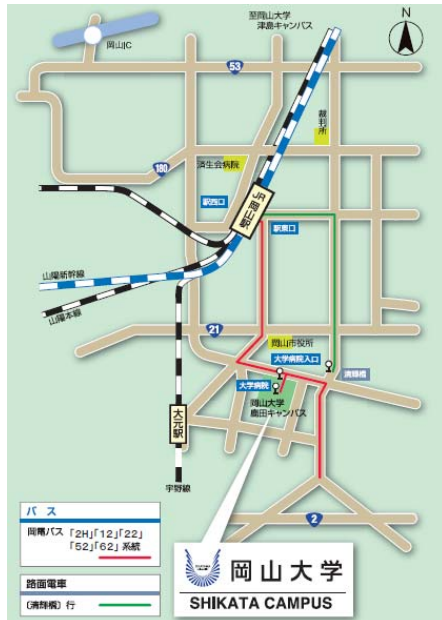 至岡山大学
津島キャンパス
N
岡山IC
53
裁判所
済生会病院
180
駅西口
JR岡山駅
駅東口
山陽新幹線
山陽本線
21
岡山市役所
大学病院入口
清輝橋
大学病院
岡山大学
鹿田キャンパス
大元駅
宇野線
2
バス
岡電バス「2H」「12」「22」
「52」「62」系統
路面電車
〔清輝橋〕行
岡山大学
SHIKATA CAMPUS